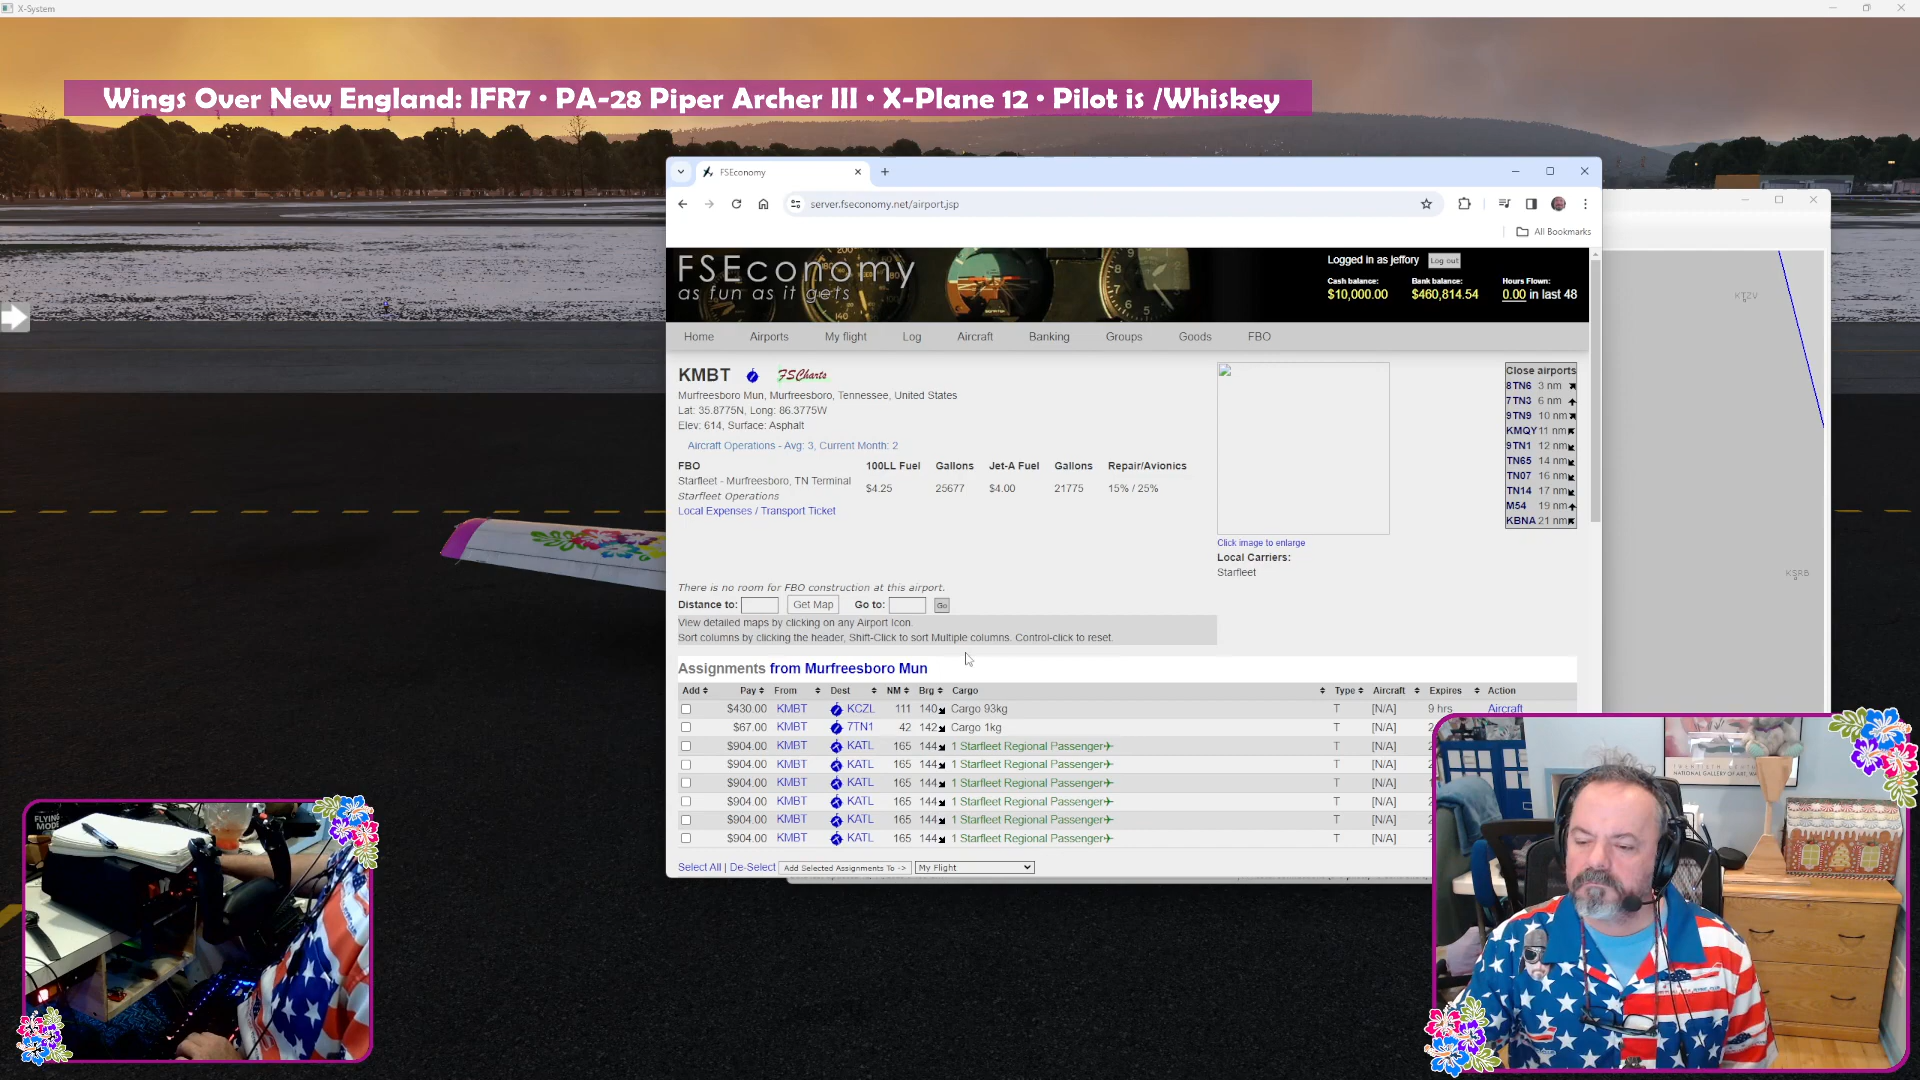 X-System
Wings Over New England: IFR7 • PA-28 Piper Archer III • X-Plane 12 • Pilot is /Whiskey
FSEconomy
server.fseconomy.net/airport.jsp
All Bookmarks
FSEconomy
as fun as it gets
Logged in as jeffory Log out
Cash balance: Bank balance: Hours Flown:
$10,000.00 $460,814.54 0.00 in last 48
Home Airports My flight Log Aircraft Banking Groups Goods FBO
KMBT FSCharts
Murfreesboro Mun, Murfreesboro, Tennessee, United States
Lat: 35.8775N, Long: 86.3775W
Elev: 614, Surface: Asphalt
Aircraft Operations - Avg: 3, Current Month: 2
FBO 100LL Fuel Gallons Jet-A Fuel Gallons Repair/Avionics
Starfleet - Murfreesboro, TN Terminal
Starfleet Operations
$4.25 25677 $4.00 21775 15% / 25%
Local Expenses / Transport Ticket
Click image to enlarge
Local Carriers:
Starfleet
Close airports
8TN6 3 nm
7TN3 6 nm
9TN9 10 nm
KMQY 11 nm
9TN1 12 nm
TN65 14 nm
TN07 16 nm
TN14 17 nm
M54 19 nm
KBNA 21 nm
KTZV
KSRB
There is no room for FBO construction at this airport.
Distance to: Get Map Go to: Go
View detailed maps by clicking on any Airport Icon.
Sort columns by clicking the header, Shift-Click to sort Multiple columns. Control-click to reset.
Assignments from Murfreesboro Mun
Add Pay From Dest NM Brg Cargo Type Aircraft Expires Action
$430.00 KMBT KCZL 111 140 Cargo 93kg T [N/A] 9 hrs Aircraft
$67.00 KMBT 7TN1 42 142 Cargo 1kg T [N/A]
$904.00 KMBT KATL 165 144 1 Starfleet Regional Passenger T [N/A]
$904.00 KMBT KATL 165 144 1 Starfleet Regional Passenger T [N/A]
$904.00 KMBT KATL 165 144 1 Starfleet Regional Passenger T [N/A]
$904.00 KMBT KATL 165 144 1 Starfleet Regional Passenger T [N/A]
$904.00 KMBT KATL 165 144 1 Starfleet Regional Passenger T [N/A]
$904.00 KMBT KATL 165 144 1 Starfleet Regional Passenger T [N/A]
Select All | De-Select Add Selected Assignments To -> My Flight
FLYING
MODE
NATIONAL GALLERY OF ART, WA